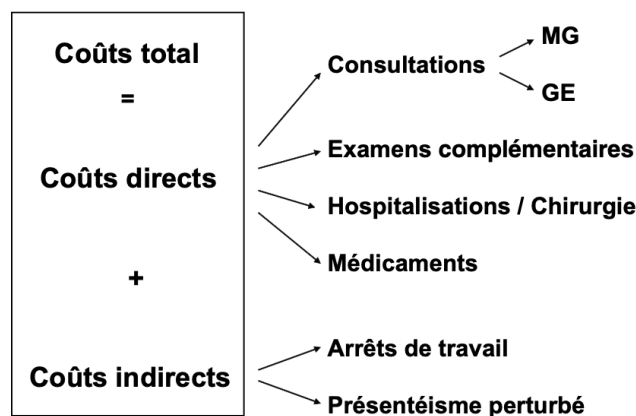 Coûts total
=
Coûts directs
+
Coûts indirects
Consultations
MG
GE
Examens complémentaires
Hospitalisations / Chirurgie
Médicaments
Arrêts de travail
Présentéisme perturbé